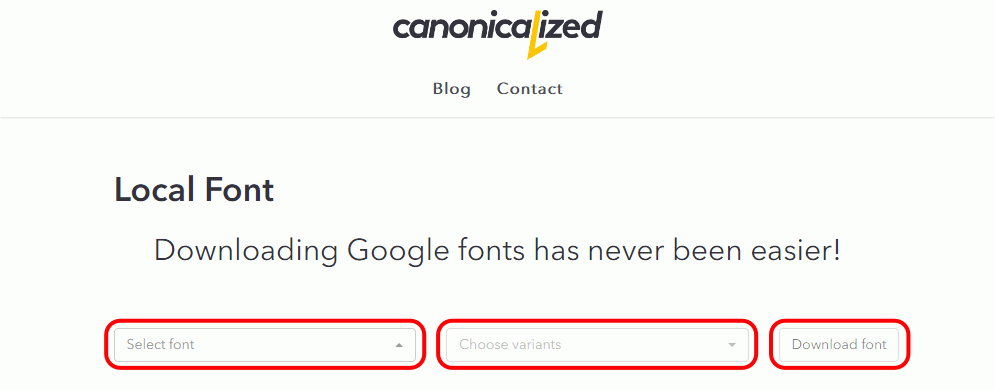 canonicalized
Blog Contact
Local Font
Downloading Google fonts has never been easier!
Select font Choose variants Download font